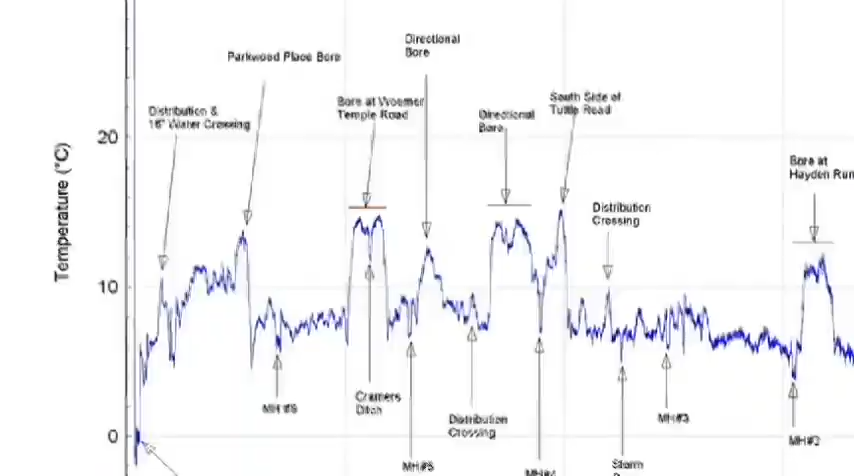 Directional
Bore
Parkwood Place Bore
South Side of
Tuttle Road
Bore at
Temple Road
Distribution &
16" Water Crossing
Directional
Bore
20
Bore at
Hayden Run
Temperature (°C)
Distribution
Crossing
10
Cramers
Ditch
MH#3
Distribution
Crossing
0
MH#2
MH#5
Storm
MH#4